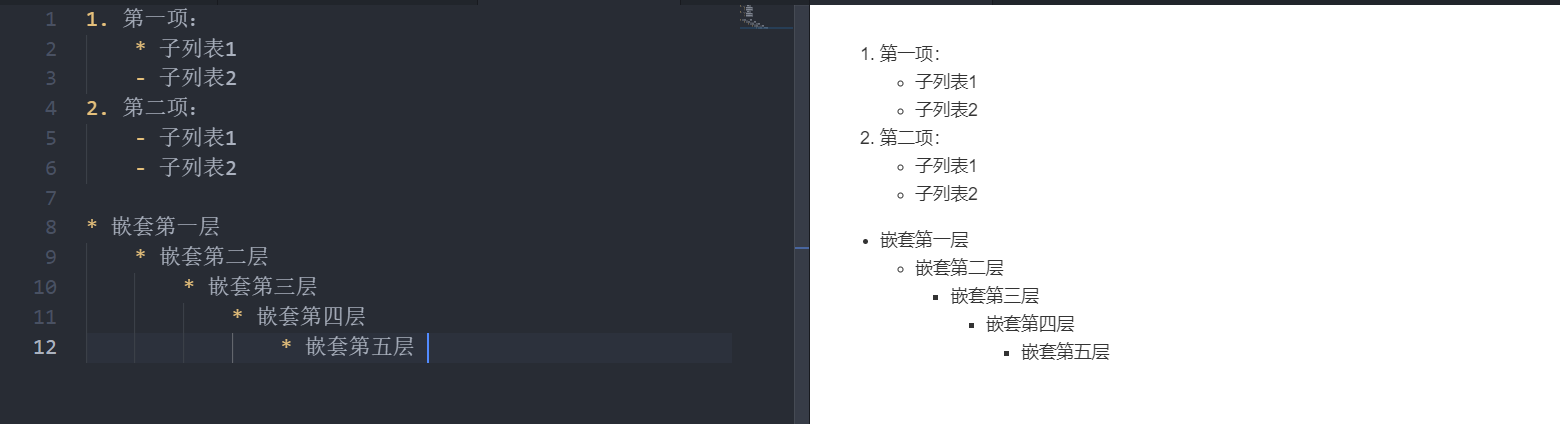 1 1. 第一项:
2 * 子列表1
3 - 子列表2
4 2. 第二项:
5 - 子列表1
6 - 子列表2
7
8 * 嵌套第一层
9 * 嵌套第二层
10 * 嵌套第三层
11 * 嵌套第四层
12 * 嵌套第五层
1. 第一项:
◦ 子列表1
◦ 子列表2
2. 第二项:
◦ 子列表1
◦ 子列表2
• 嵌套第一层
◦ 嵌套第二层
▪ 嵌套第三层
▪ 嵌套第四层
▪ 嵌套第五层